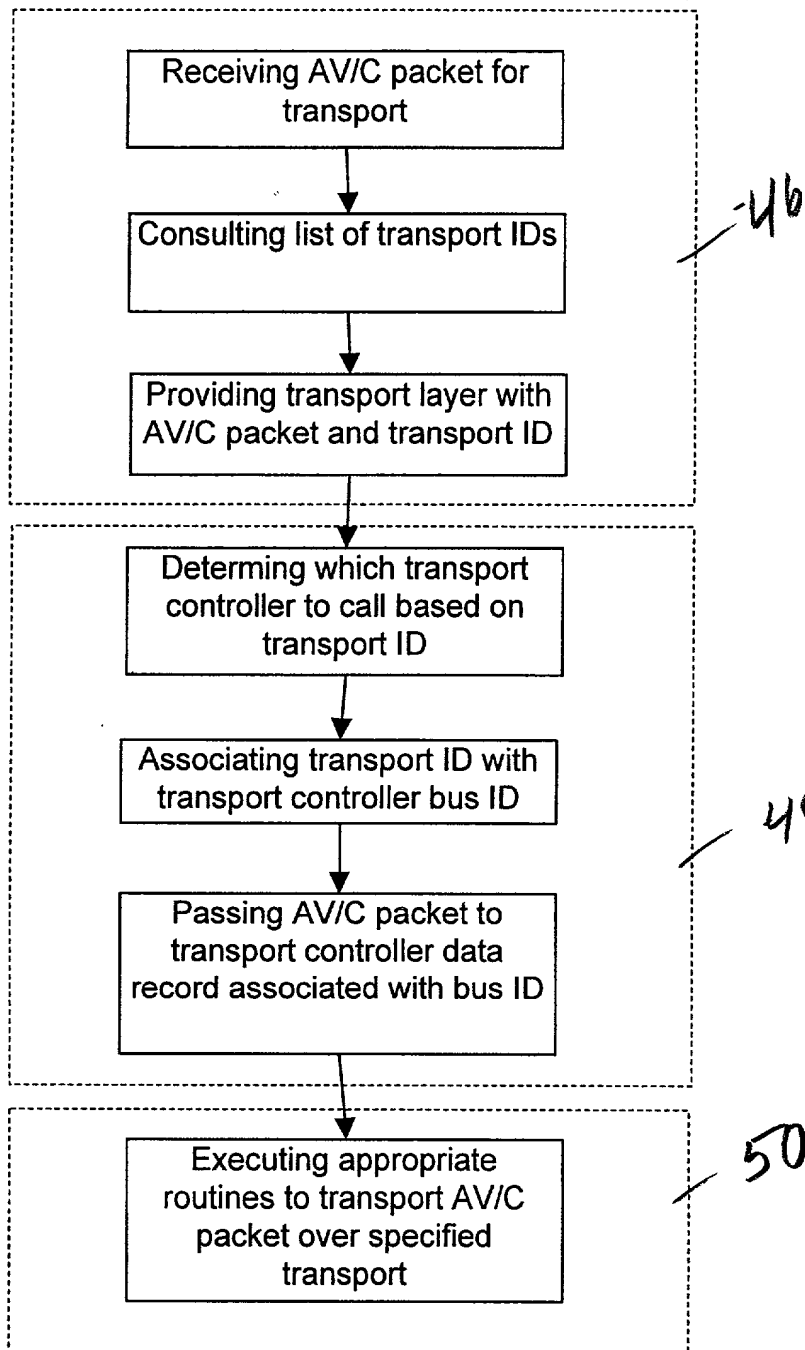 Receiving AV/C packet for
transport
46
Consulting list of transport IDs
Providing transport layer with
AV/C packet and transport ID
Determing which transport
controller to call based on
transport ID
Associating transport ID with
transport controller bus ID
Passing AV/C packet to
transport controller data
record associated with bus ID
50
Executing appropriate
routines to transport AV/C
packet over specified
transport